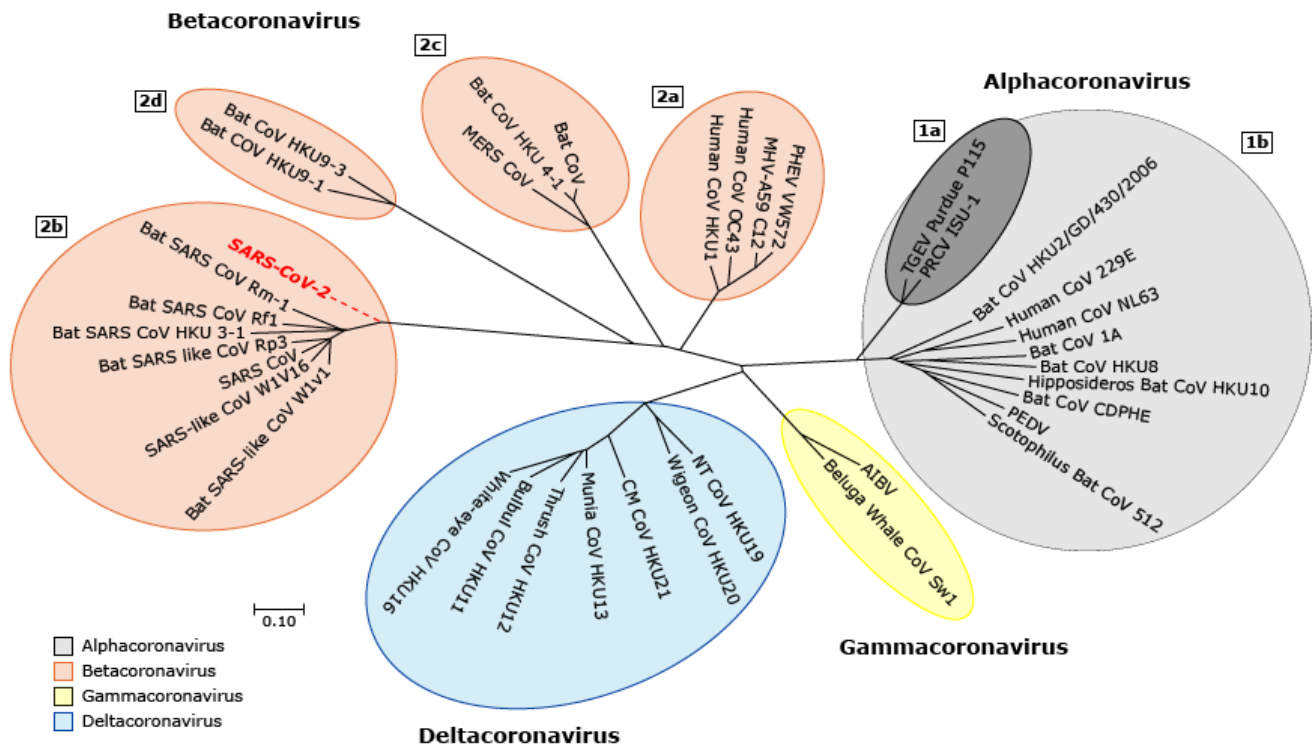 Betacoronavirus
2d
Bat CoV HKU9-3
Bat COV HKU9-1
2c
Bat CoV
Bat CoV HKU 4-1
MERS CoV
2a
PHEV VW572
MHV-A59 C12
Human CoV OC43
Human CoV HKU1
Alphacoronavirus
1a
TGEV Purdue P115
PRCV ISU-1
1b
Bat CoV HKU2/GD/430/2006
Human CoV 229E
Human CoV NL63
Bat CoV 1A
Bat CoV HKU8
Hipposideros Bat CoV HKU10
Bat CoV CDPHE
PEDV
Scotophilus Bat CoV 512
2b
SARS-CoV-2
Bat SARS CoV Rm-1
Bat SARS CoV Rf1
Bat SARS CoV HKU 3-1
Bat SARS like CoV Rp3
SARS CoV
SARS-like CoV W1V16
Bat SARS-like CoV W1v1
White-eye CoV HKU16
Bulbul CoV HKU11
Thrush CoV HKU12
Munia CoV HKU13
CM CoV HKU21
Wigeon CoV HKU20
NT CoV HKU19
Deltacoronavirus
AIBV
Beluga Whale CoV Sw1
Gammacoronavirus
0.10
Alphacoronavirus
Betacoronavirus
Gammacoronavirus
Deltacoronavirus